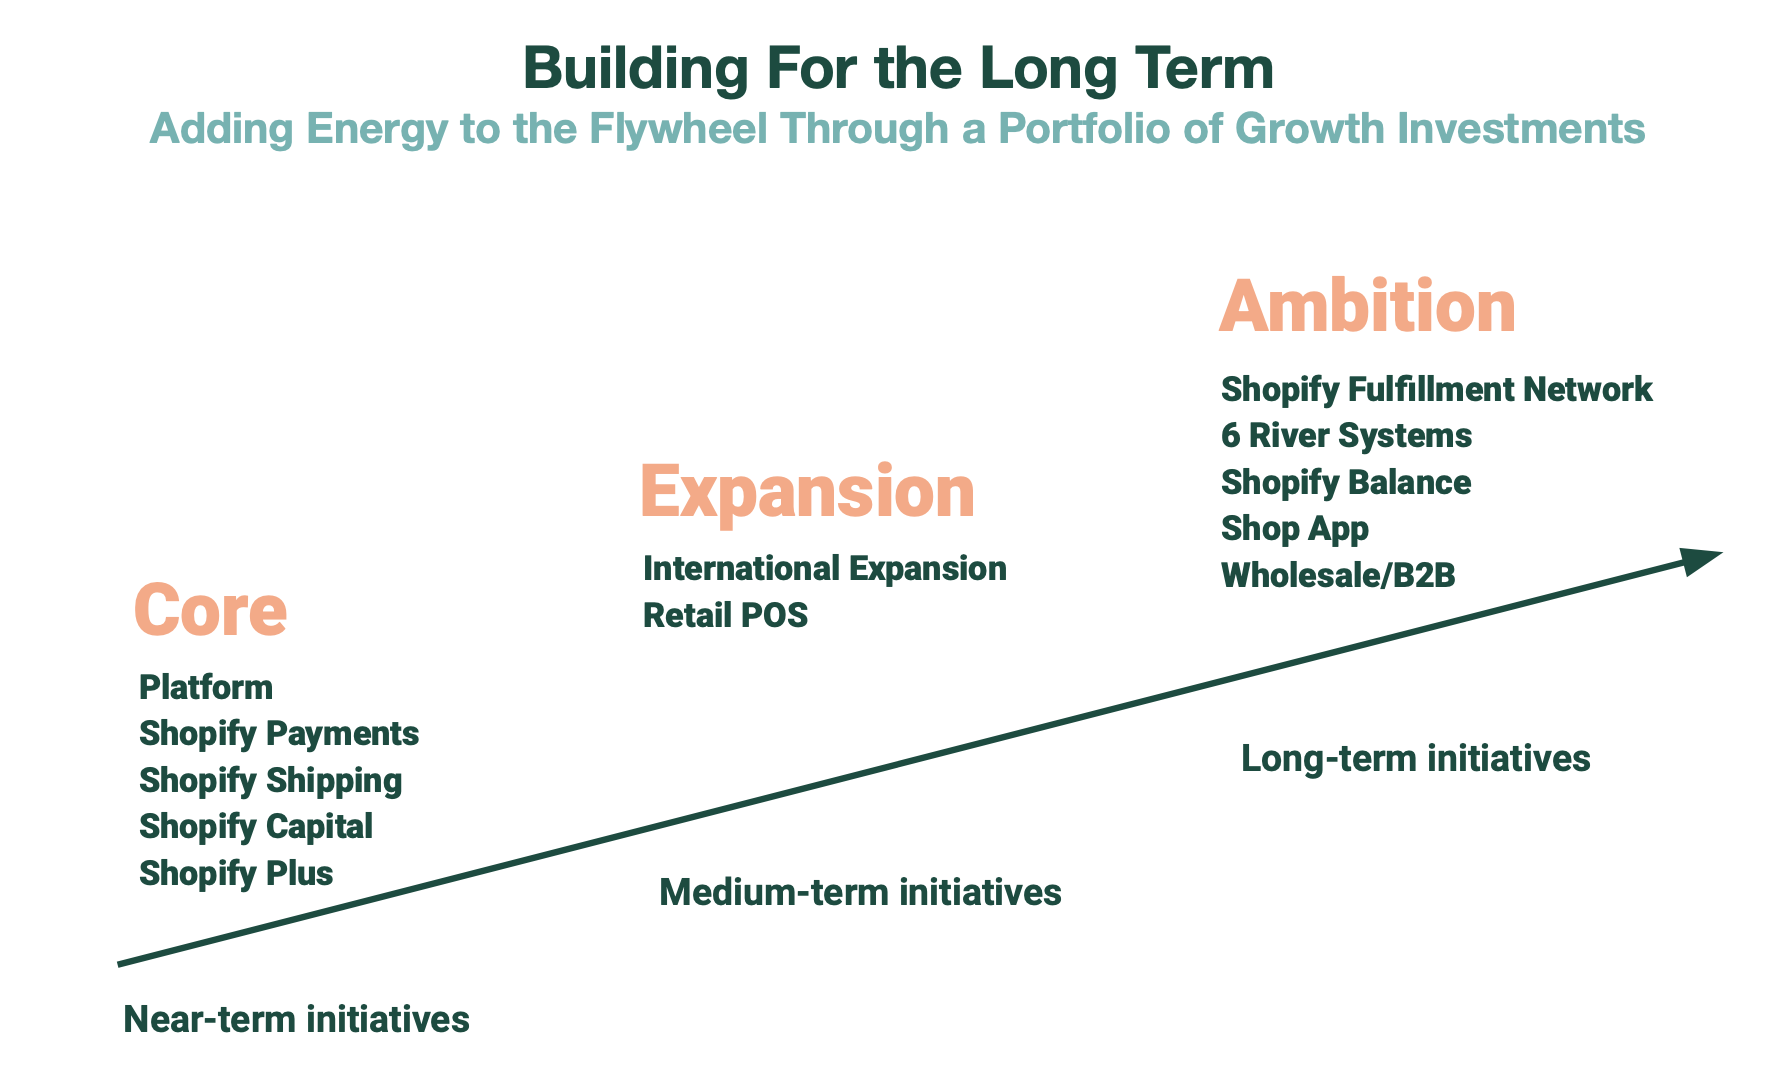 Building For the Long Term
Adding Energy to the Flywheel Through a Portfolio of Growth Investments
Core
Platform
Shopify Payments
Shopify Shipping
Shopify Capital
Shopify Plus
Near-term initiatives
Expansion
International Expansion
Retail POS
Medium-term initiatives
Ambition
Shopify Fulfillment Network
6 River Systems
Shopify Balance
Shop App
Wholesale/B2B
Long-term initiatives